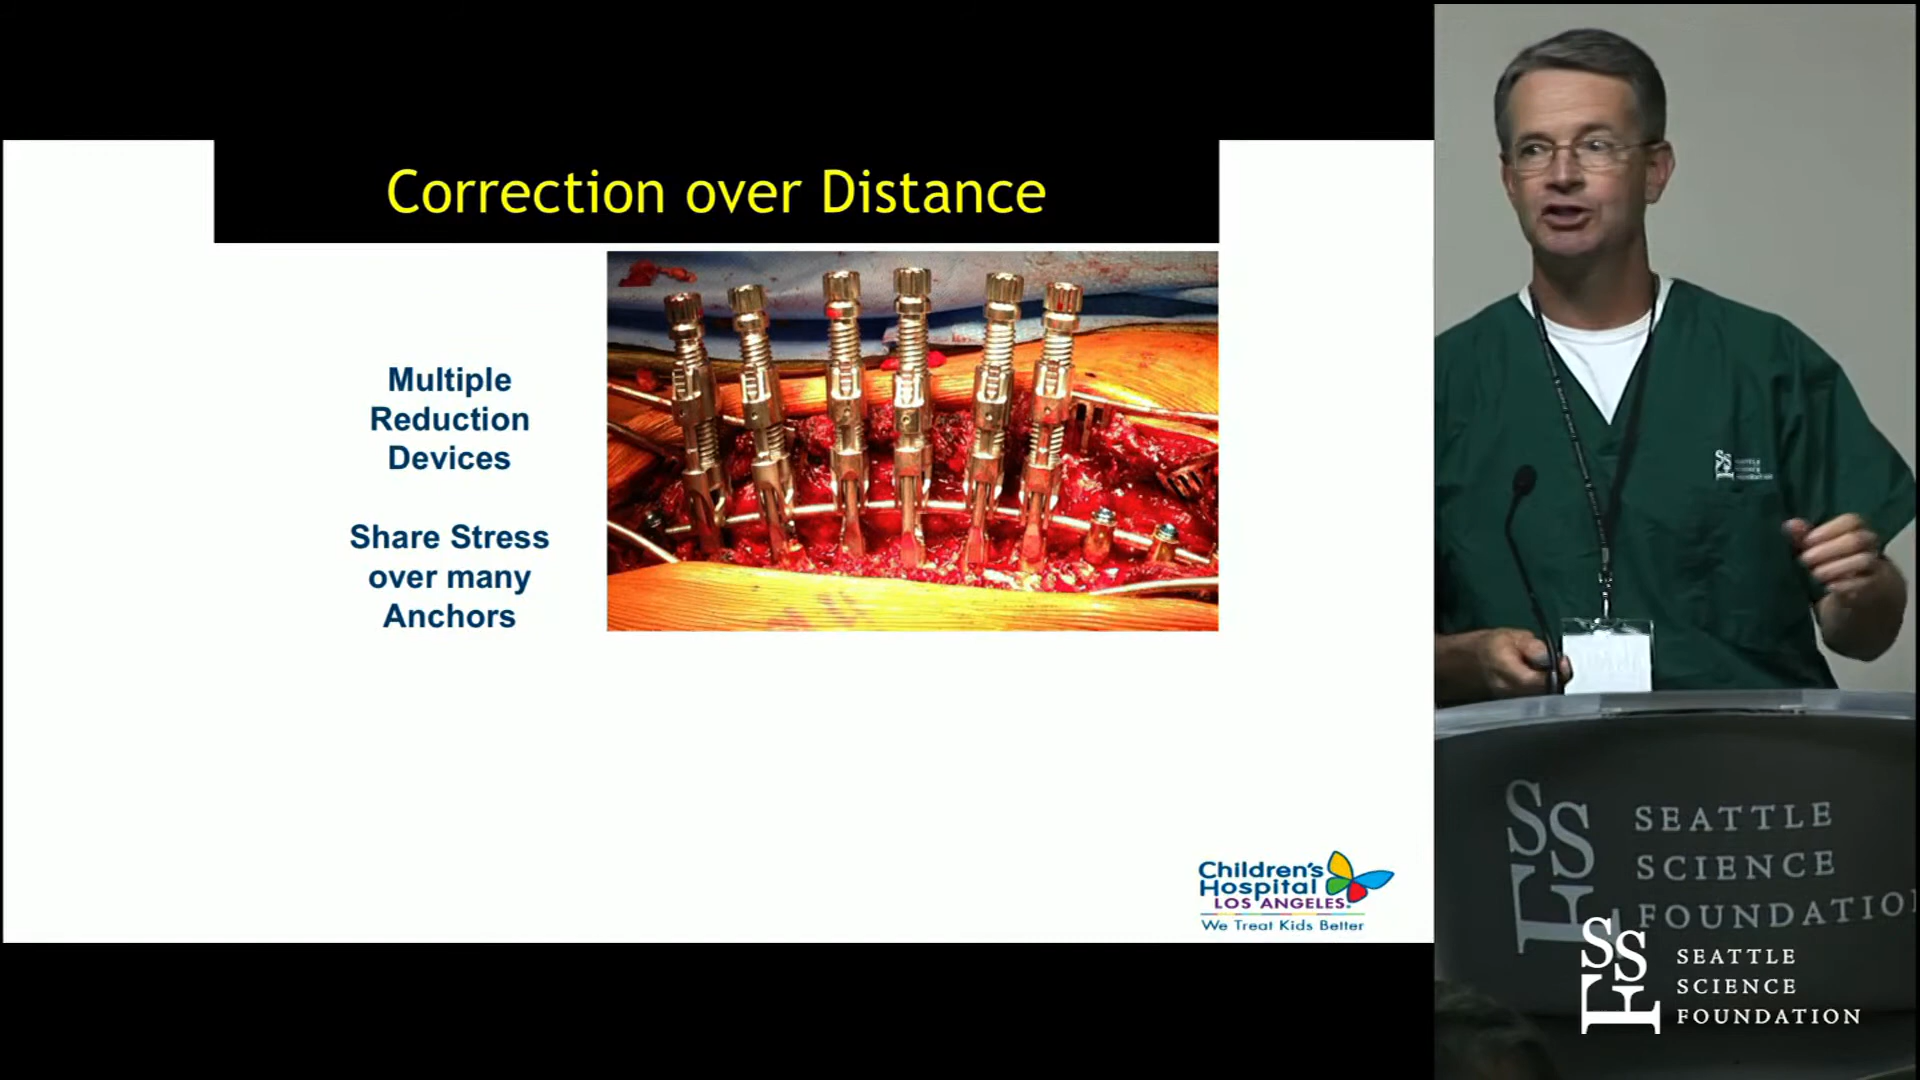 Correction over Distance
Multiple
Reduction
Devices
Share Stress
over many
Anchors
Children's
Hospital
LOS ANGELES.
We Treat Kids Better
SEATTLE
SCIENCE
FOUNDATIO
SSF
SEATTLE
SCIENCE
FOUNDATION